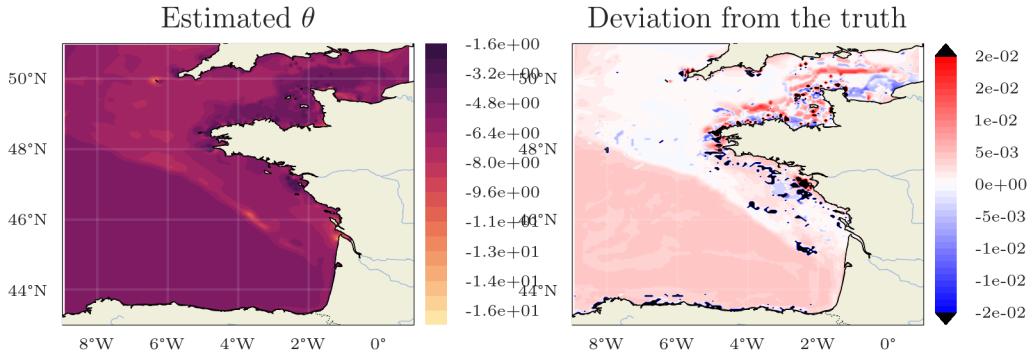 Estimated θ
Deviation from the truth
50°N
48°N
46°N
44°N
8°W 6°W 4°W 2°W 0°
-1.6e+00
-3.2e+00
-4.8e+00
-6.4e+00
-8.0e+00
-9.6e+00
-1.1e+01
-1.3e+01
-1.4e+01
-1.6e+01
50°N
48°N
46°N
44°N
8°W 6°W 4°W 2°W 0°
2e-02
2e-02
1e-02
5e-03
0e+00
-5e-03
-1e-02
-2e-02
-2e-02